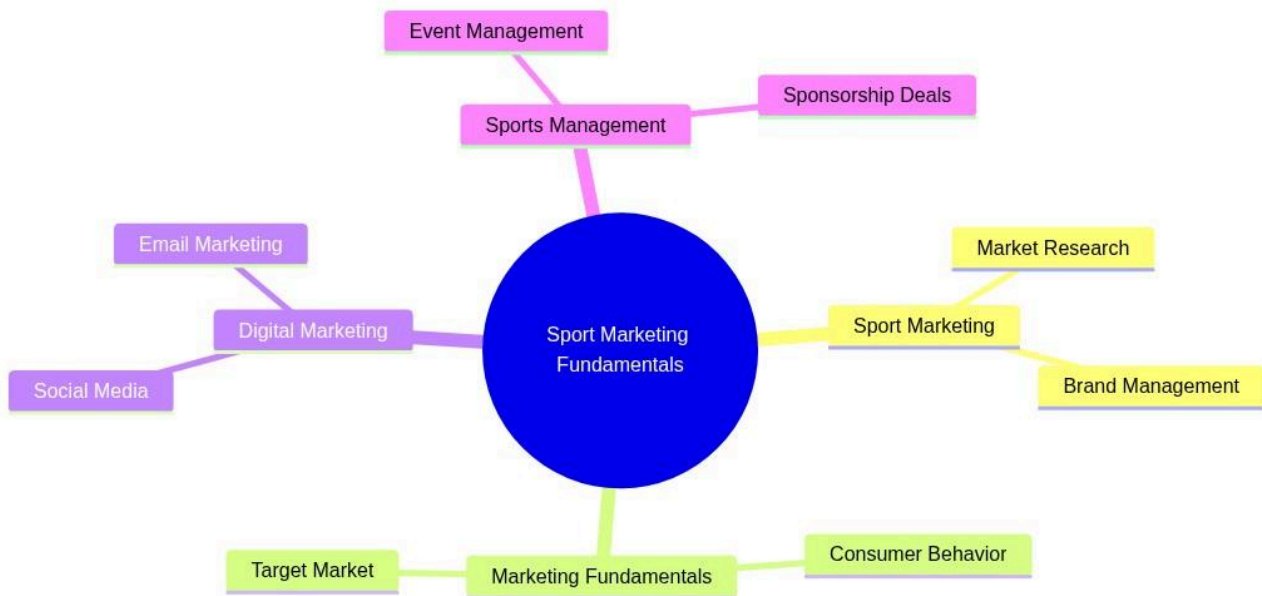 Event Management
Sponsorship Deals
Sports Management
Email Marketing
Market Research
Digital Marketing
Sport Marketing
Fundamentals
Sport Marketing
Social Media
Brand Management
Target Market
Marketing Fundamentals
Consumer Behavior